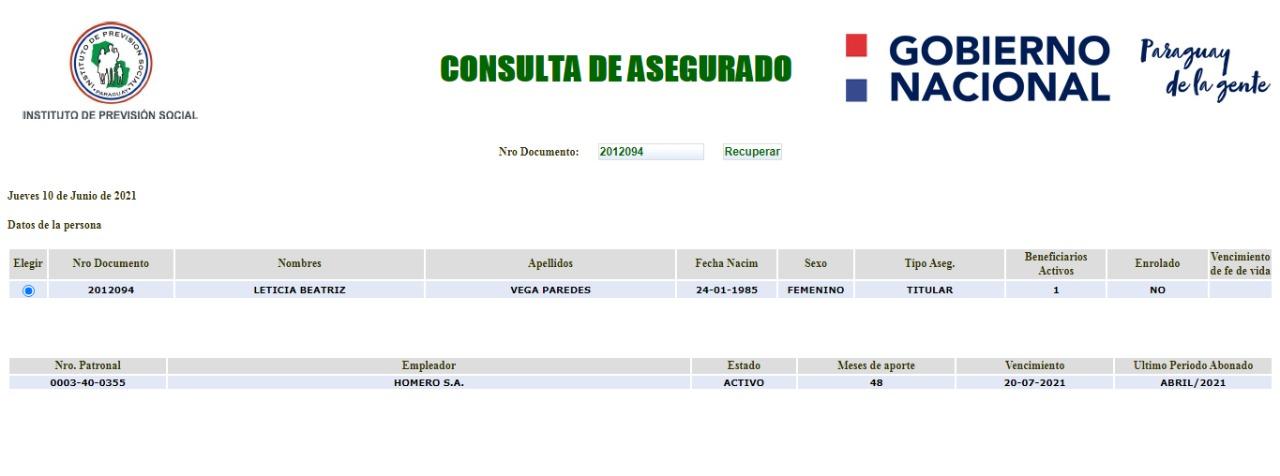 INSTITUTO DE PREVISION SOCIAL
PARAGUAY
INSTITUTO DE PREVISIÓN SOCIAL
CONSULTA DE ASEGURADO
GOBIERNO
NACIONAL
Paraguay
de la gente
Nro Documento: 2012094 Recuperar
Jueves 10 de Junio de 2021
Datos de la persona
Elegir Nro Documento Nombres Apellidos Fecha Nacim Sexo Tipo Aseg. Beneficiarios Activos Enrolado Vencimiento de fe de vida
2012094 LETICIA BEATRIZ VEGA PAREDES 24-01-1985 FEMENINO TITULAR 1 NO
Nro. Patronal Empleador Estado Meses de aporte Vencimiento Ultimo Periodo Abonado
0003-40-0355 HOMERO S.A. ACTIVO 48 20-07-2021 ABRIL/2021